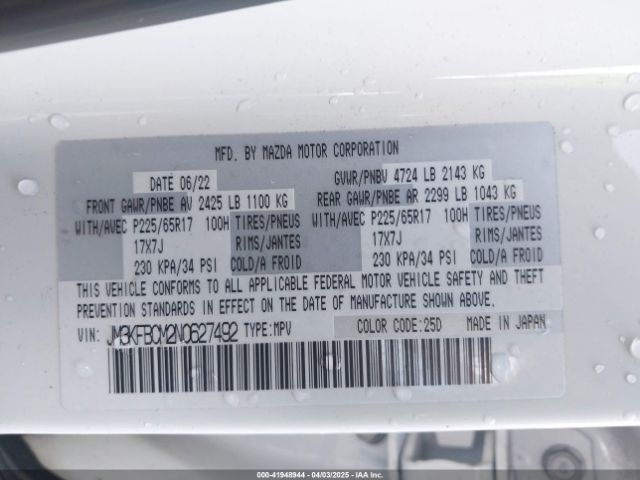 MFD. BY MAZDA MOTOR CORPORATION
DATE 06/22 GVWR/PNBV 4724 LB 2143 KG
FRONT GAWR/PNBE AV 2425 LB 1100 KG REAR GAWR/PNBE AR 2299 LB 1043 KG
WITH/AVEC P225/65R17 100H TIRES/PNEUS WITH/AVEC P225/65R17 100H TIRES/PNEUS
17X7J RIMS/JANTES 17X7J RIMS/JANTES
230 KPA/34 PSI COLD/A FROID 230 KPA/34 PSI COLD/A FROID
THIS VEHICLE CONFORMS TO ALL APPLICABLE FEDERAL MOTOR VEHICLE SAFETY AND THEFT
PREVENTION STANDARDS IN EFFECT ON THE DATE OF MANUFACTURE SHOWN ABOVE.
VIN: JM3KFBCM2N0627492 TYPE:MPV COLOR CODE:25D MADE IN JAPAN
000-41948944 - 04/03/2025 - IAAI.COM